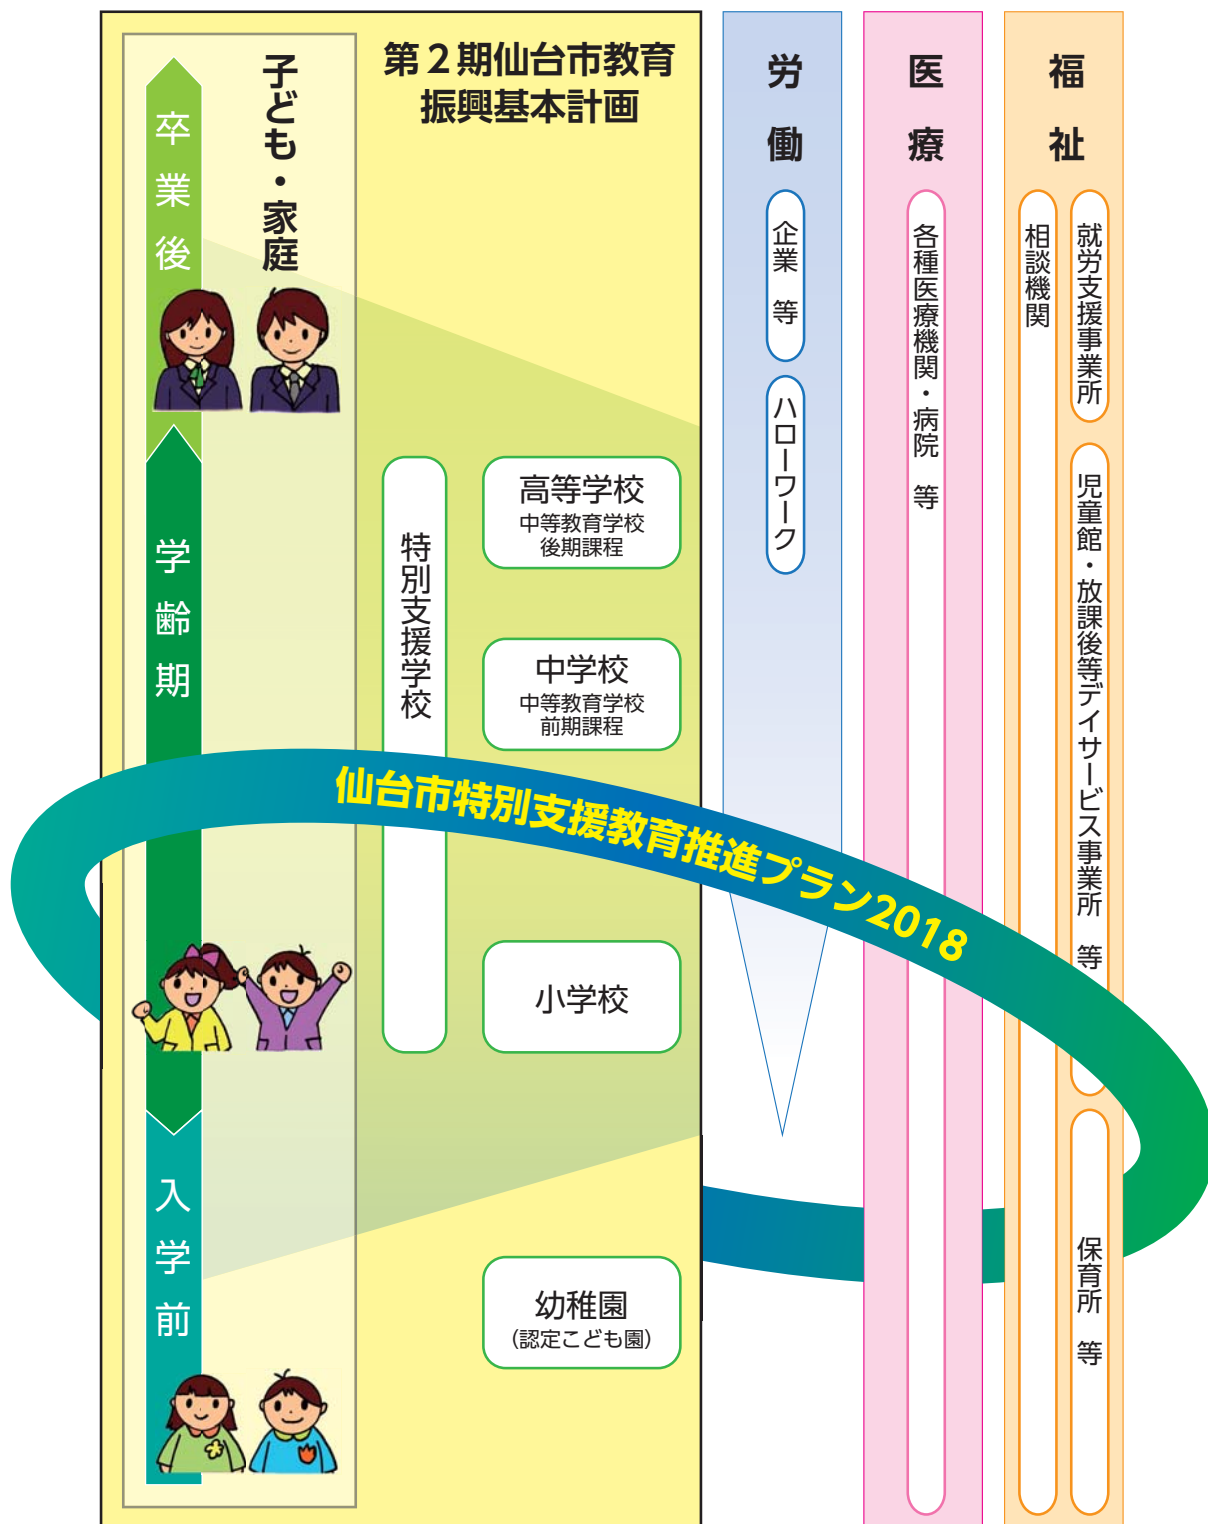 第２期仙台市教育
振興基本計画
子ども・家庭
卒業後
学齢期
入学前
特別支援学校
高等学校
中等教育学校
後期課程
中学校
中等教育学校
前期課程
小学校
幼稚園
(認定こども園)
労働
企業　等
ハローワーク
医療
各種医療機関・病院　等
福祉
相談機関
就労支援事業所
児童館・放課後等デイサービス事業所　等
保育所　等
仙台市特別支援教育推進プラン2018